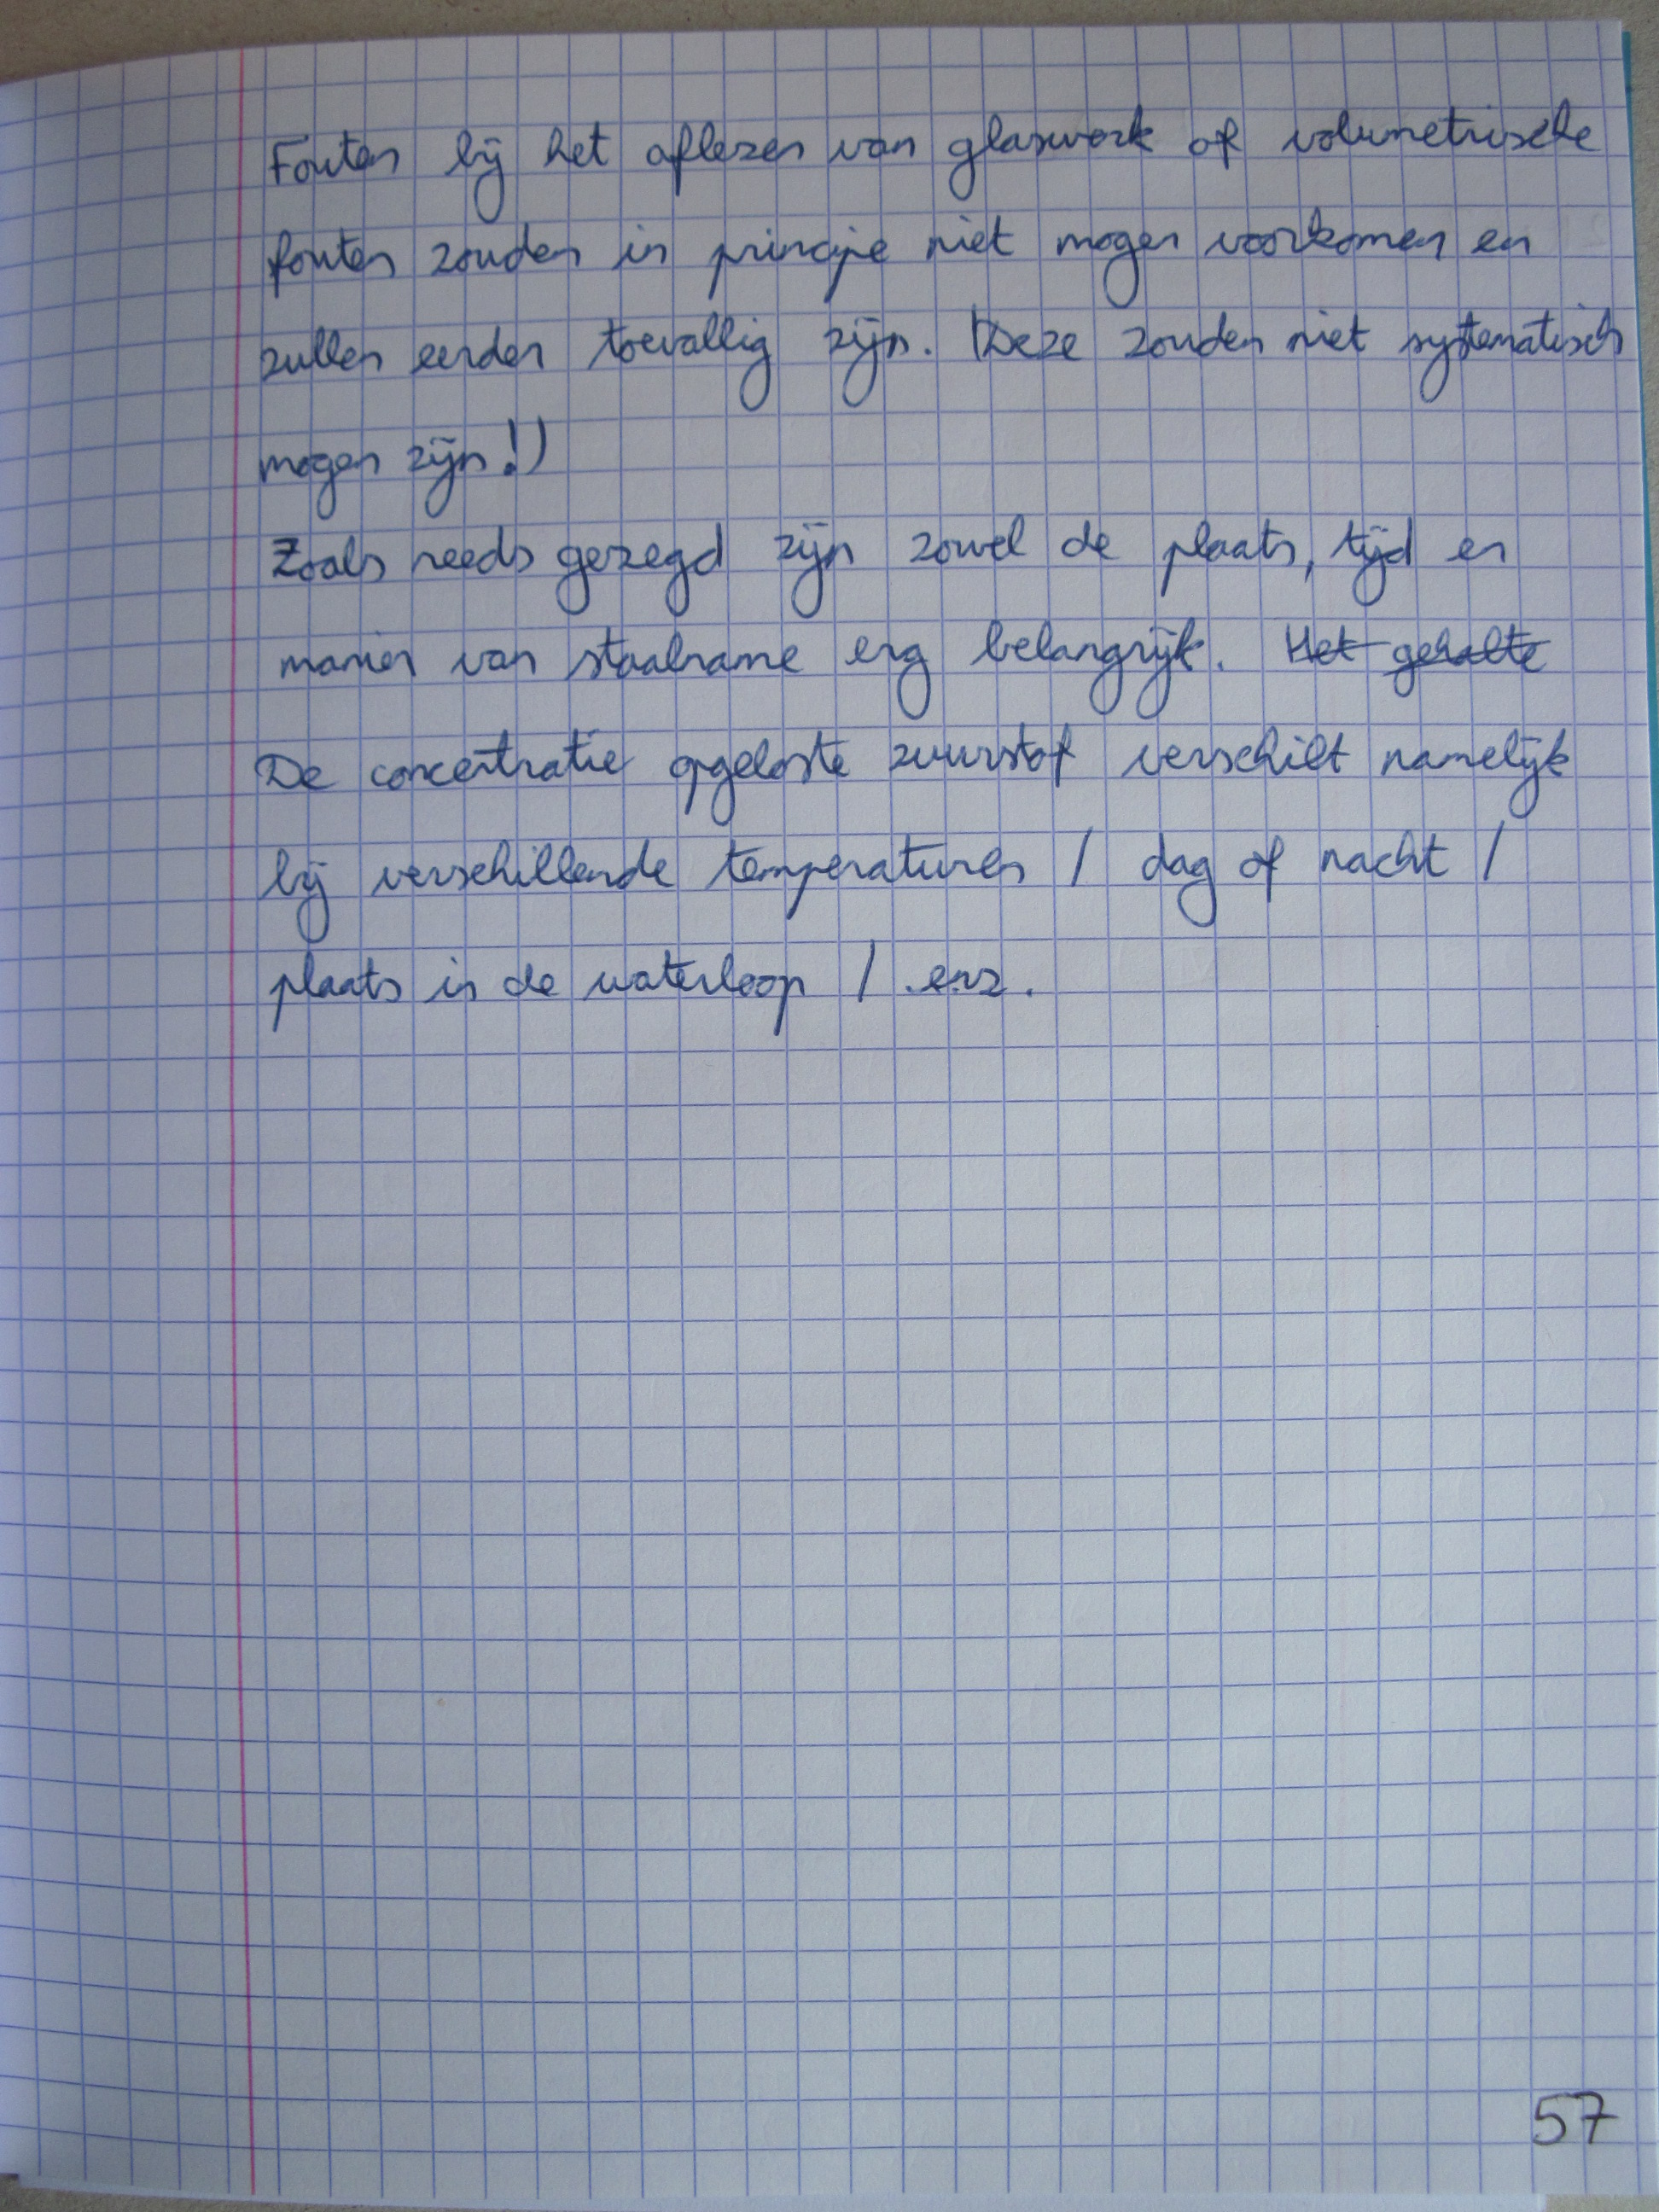 Fouten bij het aflezen van glaswerk of volumetrische
fouten zouden in principe niet mogen voorkomen en
zullen eerder toevallig zijn. (Deze zouden niet systematisch
mogen zijn!)
Zoals reeds gezegd zijn zowel de plaats, tijd en
manier van staalname erg belangrijk. Het gehalte
De concentratie opgeloste zuurstof verschilt namelijk
bij verschillende temperaturen / dag of nacht /
plaats in de waterloop / enz.
57